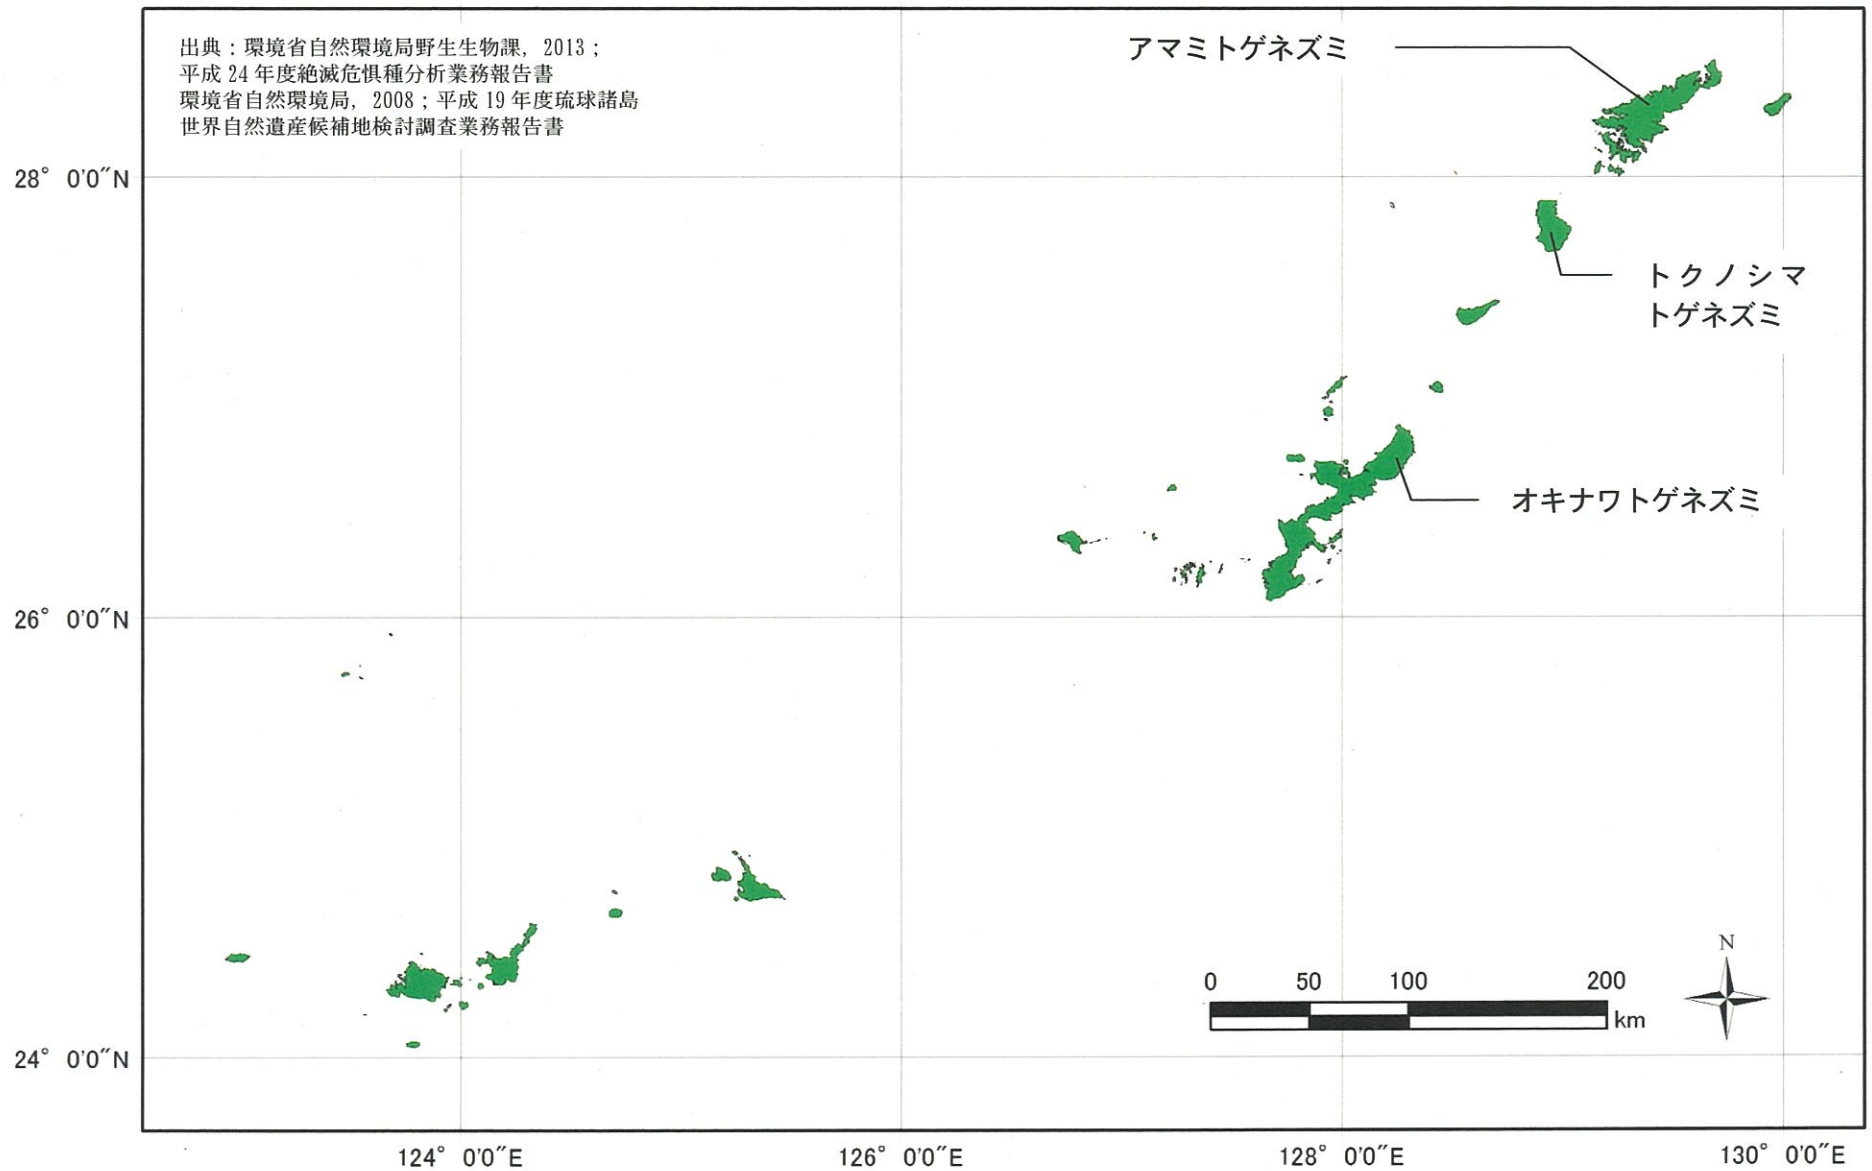 出典：環境省自然環境局野生生物課, 2013；
平成24年度絶滅危惧種分析業務報告書
環境省自然環境局, 2008；平成19年度琉球諸島
世界自然遺産候補地検討調査業務報告書
アマミトゲネズミ
28° 0′0″N
トクノシマ
トゲネズミ
オキナワトゲネズミ
26° 0′0″N
N
0 50 100 200
km
24° 0′0″N
124° 0′0″E 126° 0′0″E 128° 0′0″E 130° 0′0″E